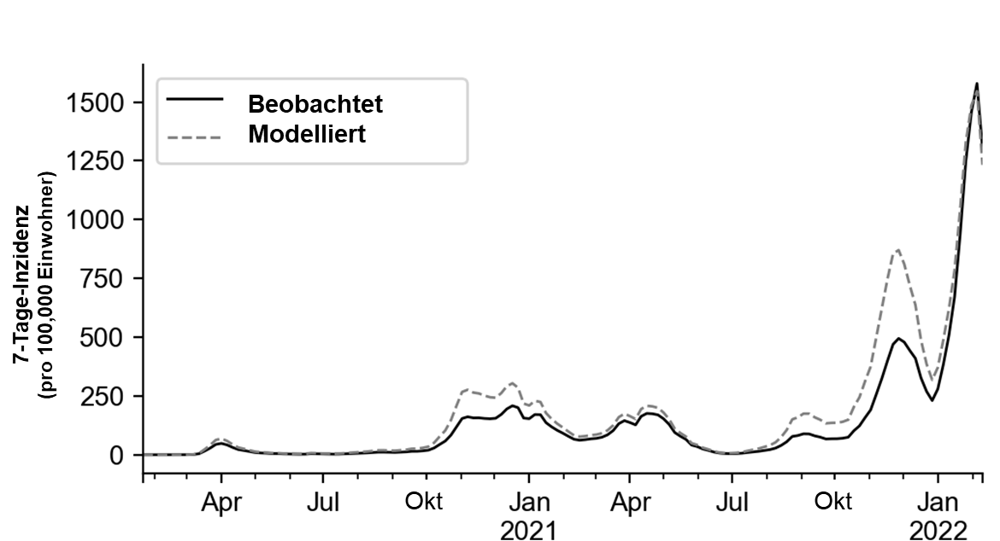 Beobachtet
Modelliert
7-Tage-Inzidenz
(pro 100,000 Einwohner)
1500
1250
1000
750
500
250
0
Apr
Jul
Okt
Jan
2021
Apr
Jul
Okt
Jan
2022